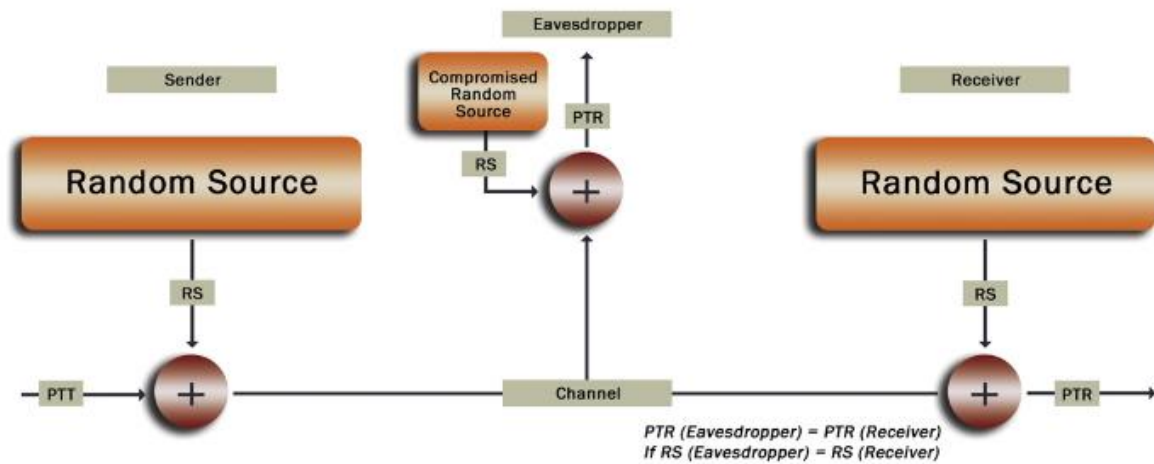 Eavesdropper
Sender
Compromised
Random
Source
Receiver
PTR
Random Source
RS
+
Random Source
RS
RS
PTT
+
Channel
+
PTR
PTR (Eavesdropper) = PTR (Receiver)
If RS (Eavesdropper) = RS (Receiver)